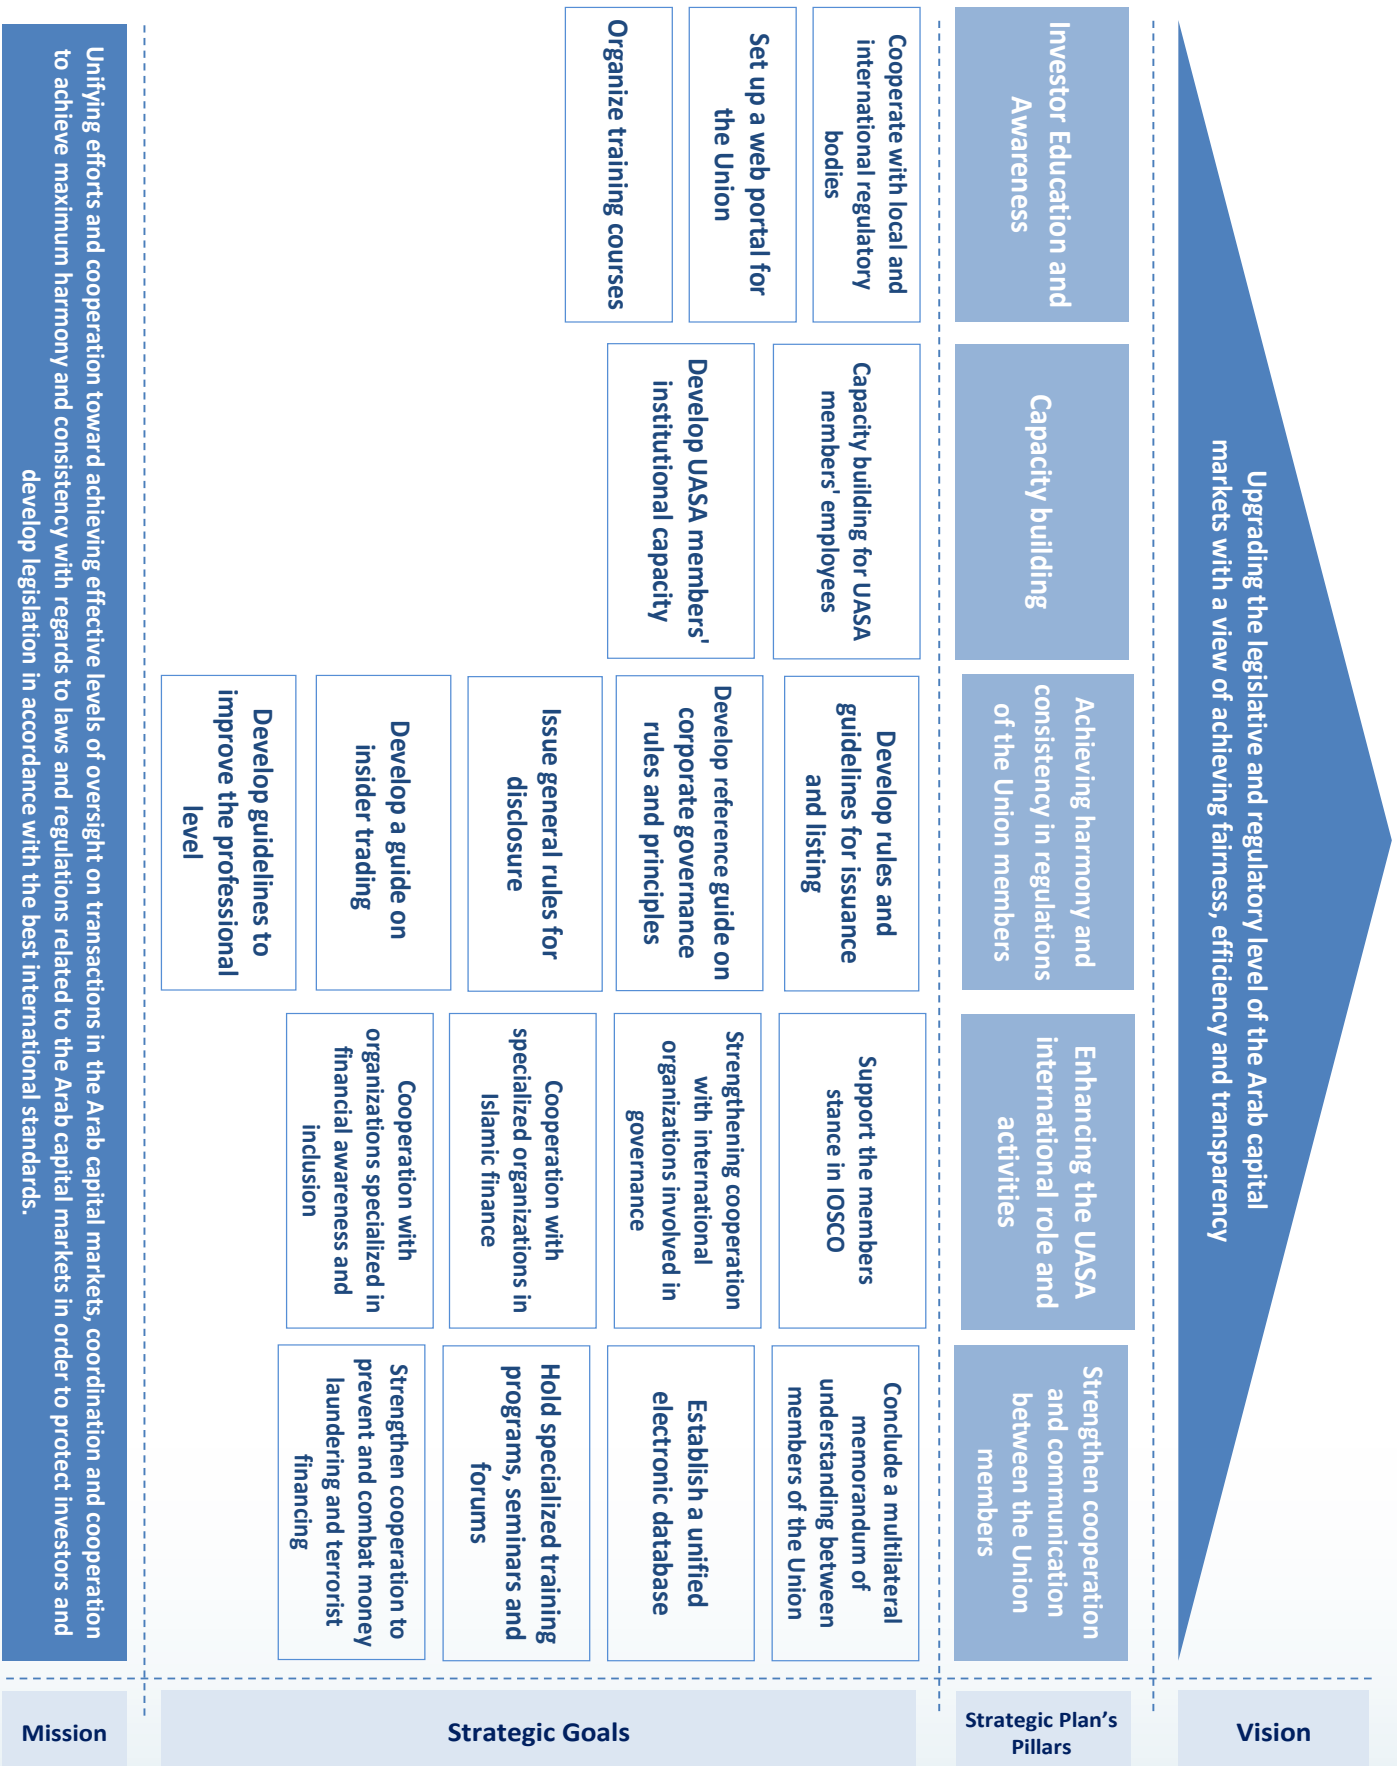 Upgrading the legislative and regulatory level of the Arab capital
markets with a view of achieving fairness, efficiency and transparency
Investor Education and
Awareness
Capacity building
Achieving harmony and
consistency in regulations
of the Union members
Enhancing the UASA
international role and
activities
Strengthen cooperation
and communication
between the Union
members
Cooperate with local and
international regulatory
bodies
Set up a web portal for
the Union
Organize training courses
Capacity building for UASA
members' employees
Develop UASA members'
institutional capacity
Develop rules and
guidelines for issuance
and listing
Develop reference guide on
corporate governance
rules and principles
Issue general rules for
disclosure
Develop a guide on
insider trading
Develop guidelines to
improve the professional
level
Support the members
stance in IOSCO
Strengthening cooperation
with international
organizations involved in
governance
Cooperation with
specialized organizations in
Islamic finance
Cooperation with
organizations specialized in
financial awareness and
inclusion
Conclude a multilateral
memorandum of
understanding between
members of the Union
Establish a unified
electronic database
Hold specialized training
programs, seminars and
forums
Strengthen cooperation to
prevent and combat money
laundering and terrorist
financing
Unifying efforts and cooperation toward achieving effective levels of oversight on transactions in the Arab capital markets, coordination and cooperation
to achieve maximum harmony and consistency with regards to laws and regulations related to the Arab capital markets in order to protect investors and
develop legislation in accordance with the best international standards.
Mission
Strategic Goals
Strategic Plan's
Pillars
Vision